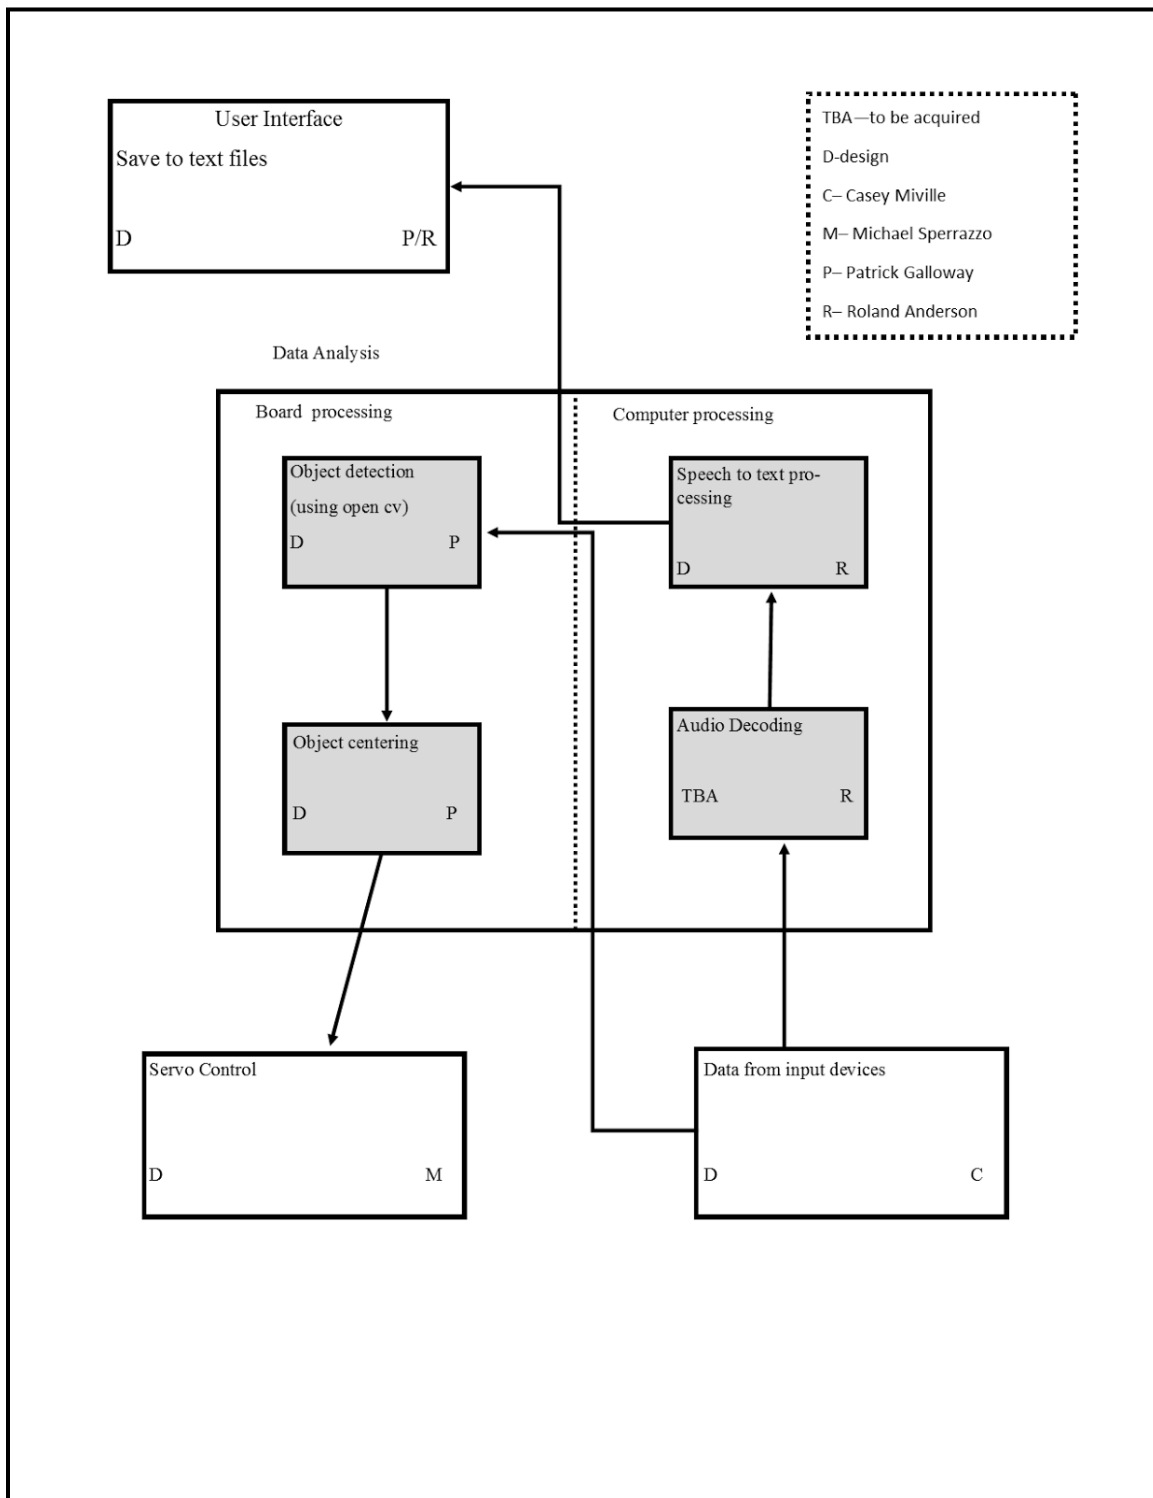 User Interface
Save to text files
D P/R
TBA—to be acquired
D-design
C– Casey Miville
M– Michael Sperrazzo
P– Patrick Galloway
R– Roland Anderson
Data Analysis
Board processing
Computer processing
Object detection
(using open cv)
D P
Speech to text pro-
cessing
D R
Object centering
D P
Audio Decoding
TBA R
Servo Control
D M
Data from input devices
D C